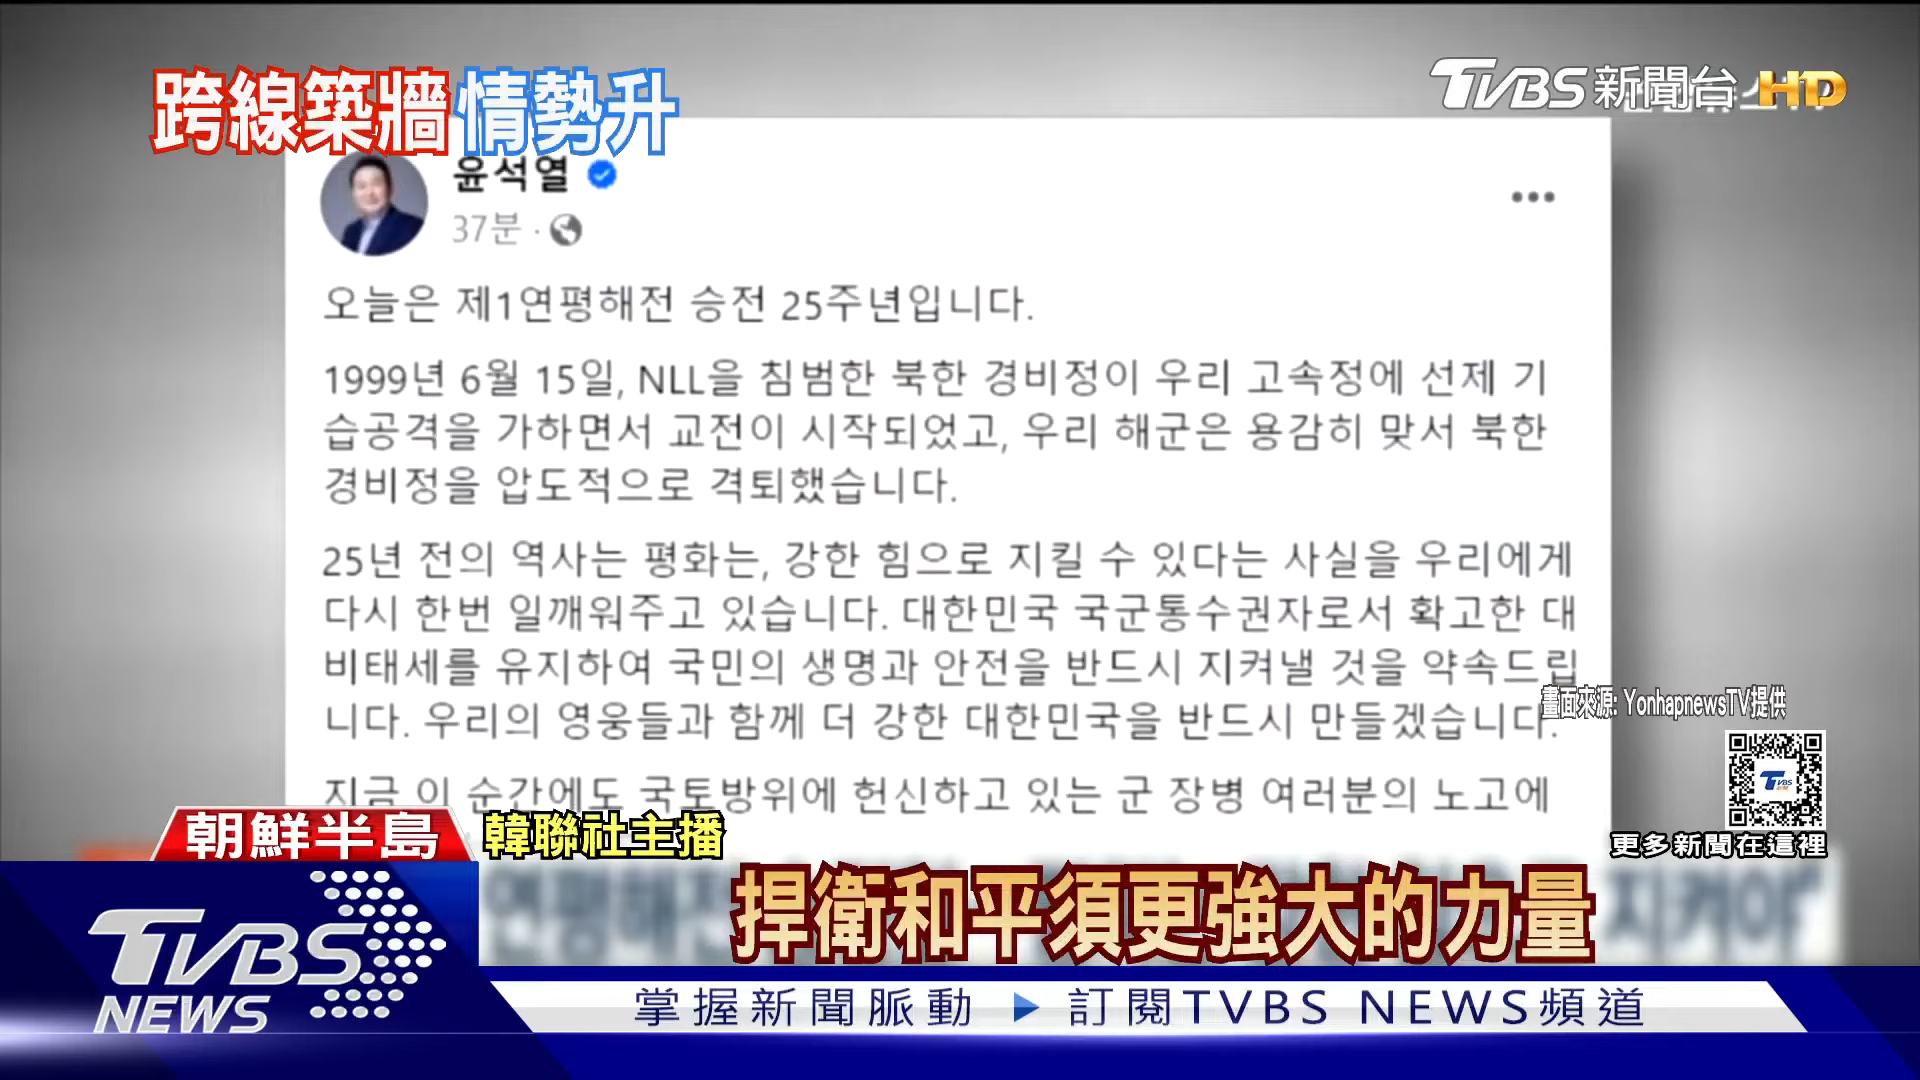 跨線築牆 情勢升
TVBS新聞台 HD
윤석열
37분 ·
오늘은 제1연평해전 승전 25주년입니다.
1999년 6월 15일, NLL을 침범한 북한 경비정이 우리 고속정에 선제 기
습공격을 가하면서 교전이 시작되었고, 우리 해군은 용감히 맞서 북한
경비정을 압도적으로 격퇴했습니다.
25년 전의 역사는 평화는, 강한 힘으로 지킬 수 있다는 사실을 우리에게
다시 한번 일깨워주고 있습니다. 대한민국 국군통수권자로서 확고한 대
비태세를 유지하여 국민의 생명과 안전을 반드시 지켜낼 것을 약속드립
니다. 우리의 영웅들과 함께 더 강한 대한민국을 반드시 만들겠습니다.
畫面來源: YonhapnewsTV提供
지금 이 순간에도 국토방위에 헌신하고 있는 군 장병 여러분의 노고에
TVBS
更多新聞在這裡
朝鮮半島
韓聯社主播
捍衛和平須更強大的力量
지켜야"
TVBS
NEWS
掌握新聞脈動 ▶ 訂閱TVBS NEWS頻道